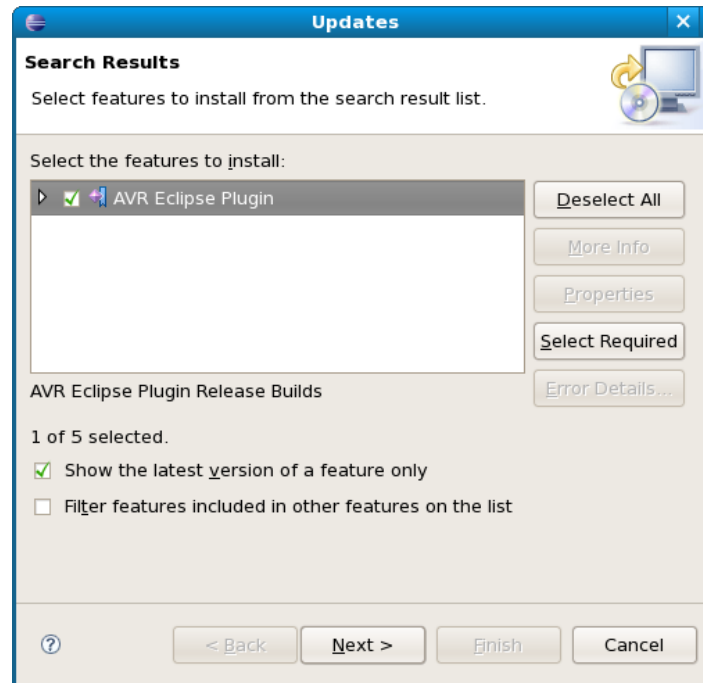 Updates
Search Results
Select features to install from the search result list.
Select the features to install:
AVR Eclipse Plugin
Deselect All
More Info
Properties
Select Required
Error Details...
AVR Eclipse Plugin Release Builds
1 of 5 selected.
Show the latest version of a feature only
Filter features included in other features on the list
? < Back Next > Finish Cancel